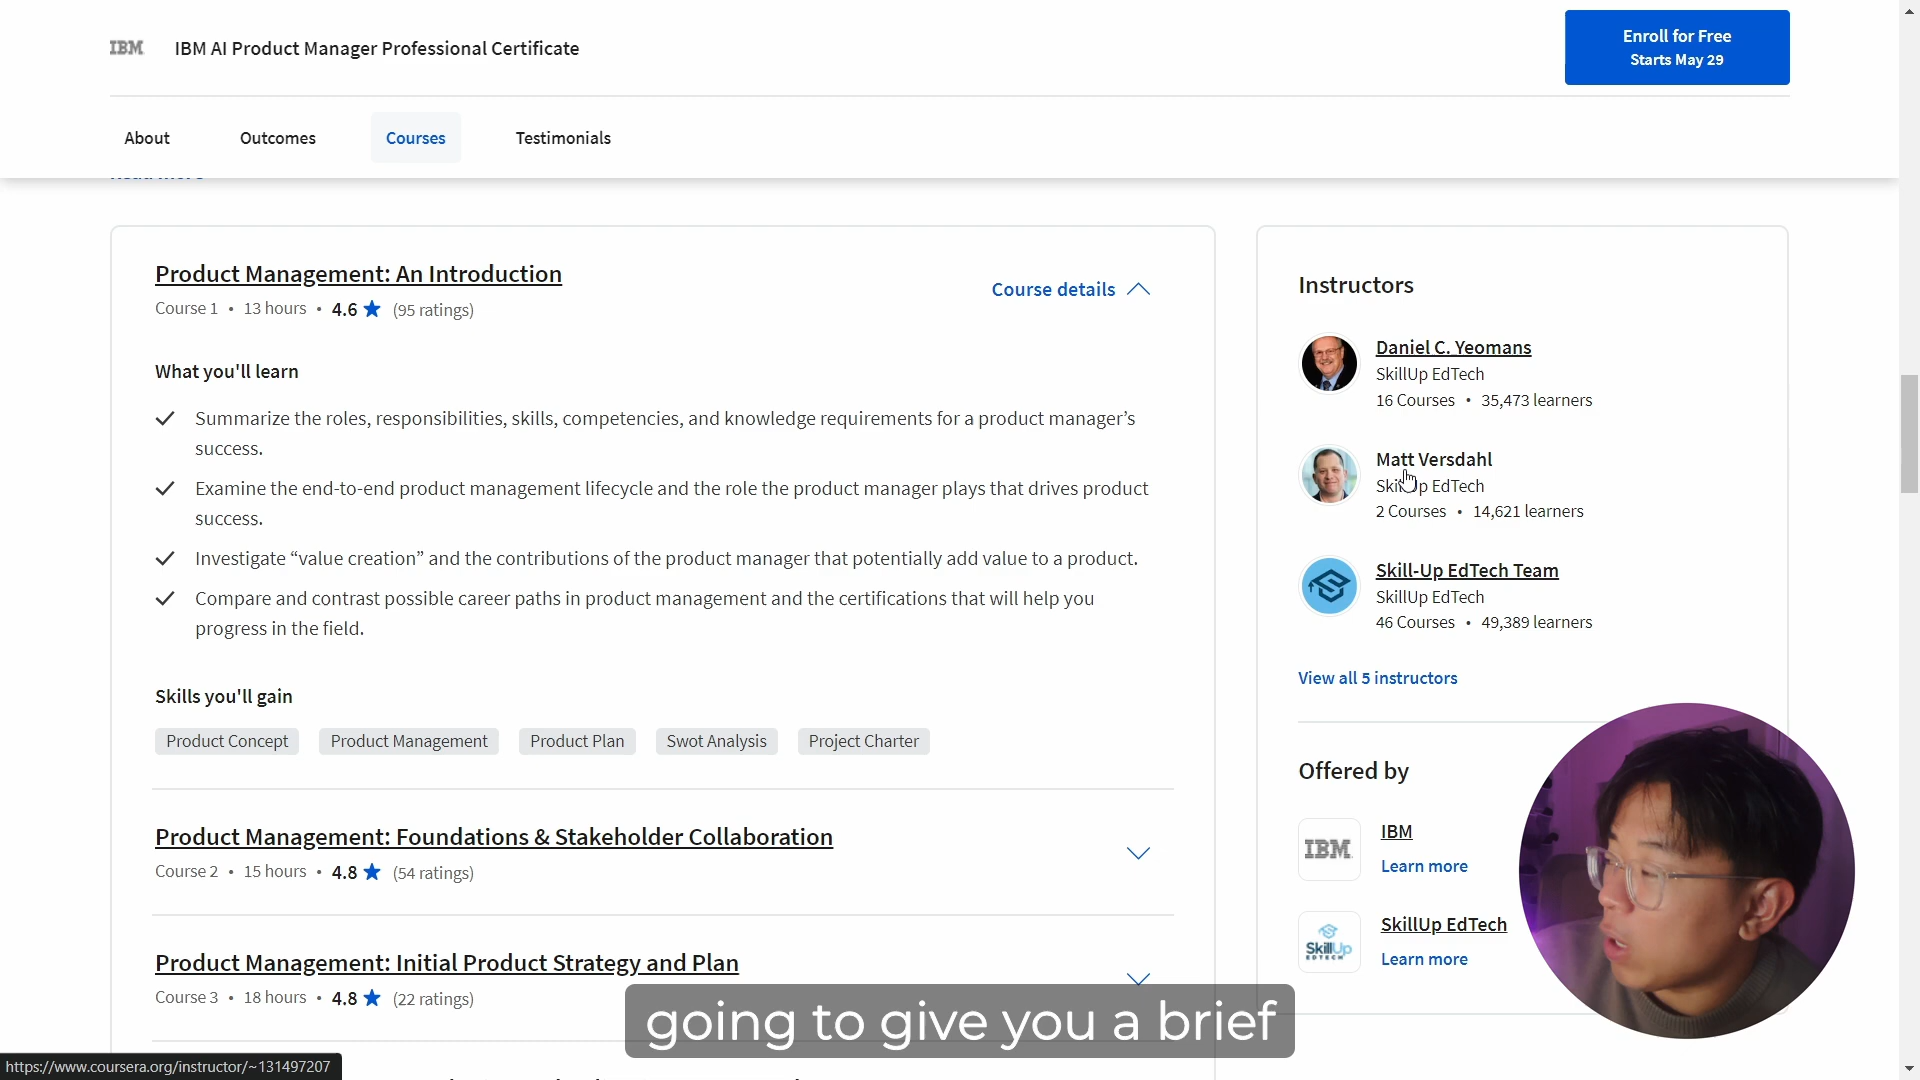 IBM
IBM AI Product Manager Professional Certificate
Enroll for Free
Starts May 29
About
Outcomes
Courses
Testimonials
Product Management: An Introduction
Course 1 • 13 hours • 4.6 ★ (95 ratings)
Course details
What you'll learn
Summarize the roles, responsibilities, skills, competencies, and knowledge requirements for a product manager’s
success.
Examine the end-to-end product management lifecycle and the role the product manager plays that drives product
success.
Investigate “value creation” and the contributions of the product manager that potentially add value to a product.
Compare and contrast possible career paths in product management and the certifications that will help you
progress in the field.
Skills you'll gain
Product Concept
Product Management
Product Plan
Swot Analysis
Project Charter
Product Management: Foundations & Stakeholder Collaboration
Course 2 • 15 hours • 4.8 ★ (54 ratings)
Product Management: Initial Product Strategy and Plan
Course 3 • 18 hours • 4.8 ★ (22 ratings)
Instructors
Daniel C. Yeomans
SkillUp EdTech
16 Courses • 35,473 learners
Matt Versdahl
SkillUp EdTech
2 Courses • 14,621 learners
Skill-Up EdTech Team
SkillUp EdTech
46 Courses • 49,389 learners
View all 5 instructors
Offered by
IBM
IBM
Learn more
SkillUp
EDTECH
SkillUp EdTech
Learn more
going to give you a brief
https://www.coursera.org/instructor/~131497207